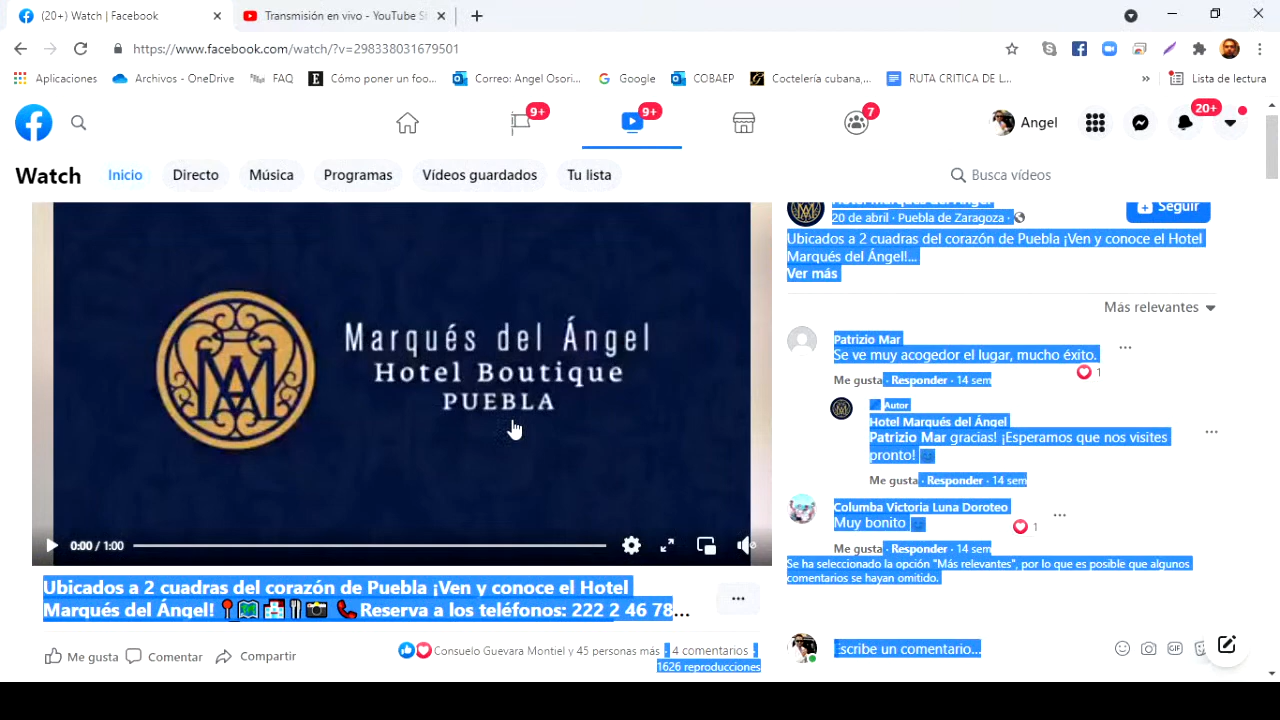 (20+) Watch | Facebook
Transmisión en vivo - YouTube St
https://www.facebook.com/watch/?v=298338031679501
Aplicaciones
Archivos - OneDrive
FAQ
Cómo poner un foo...
Correo: Angel Osori...
Google
COBAEP
Coctelería cubana,...
RUTA CRITICA DE L...
»
Lista de lectura
9+
9+
7
Angel
20+
Watch
Inicio
Directo
Música
Programas
Vídeos guardados
Tu lista
Busca vídeos
Hotel Marqués del Ángel
20 de abril · Puebla de Zaragoza ·
Seguir
Ubicados a 2 cuadras del corazón de Puebla ¡Ven y conoce el Hotel
Marqués del Ángel!...
Ver más
Más relevantes
Patrizio Mar
Se ve muy acogedor el lugar, mucho éxito.
1
Me gusta · Responder · 14 sem
Autor
Hotel Marqués del Ángel
Patrizio Mar gracias! ¡Esperamos que nos visites
pronto!
Me gusta · Responder · 14 sem
Columba Victoria Luna Doroteo
Muy bonito
1
Me gusta · Responder · 14 sem
Se ha seleccionado la opción "Más relevantes", por lo que es posible que algunos
comentarios se hayan omitido.
Escribe un comentario...
GIF
Marqués del Ángel
Hotel Boutique
PUEBLA
0:00 / 1:00
Ubicados a 2 cuadras del corazón de Puebla ¡Ven y conoce el Hotel
Marqués del Ángel! 📍🗺️🏨🍴📷 📞Reserva a los teléfonos: 222 2 46 78...
Me gusta
Comentar
Compartir
Consuelo Guevara Montiel y 45 personas más · 4 comentarios ·
1626 reproducciones